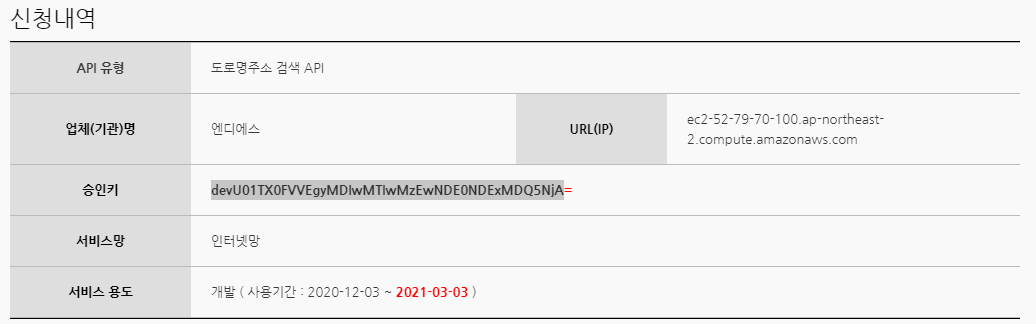 신청내역
API 유형 도로명주소 검색 API
업체(기관)명 엔디에스 URL(IP) ec2-52-79-70-100.ap-northeast-
2.compute.amazonaws.com
승인키 devU01TX0FVVEgyMDIwMTIwMzEwNDE0NDExMDQ5NjA=
서비스망 인터넷망
서비스 용도 개발 ( 사용기간 : 2020-12-03 ~ 2021-03-03 )